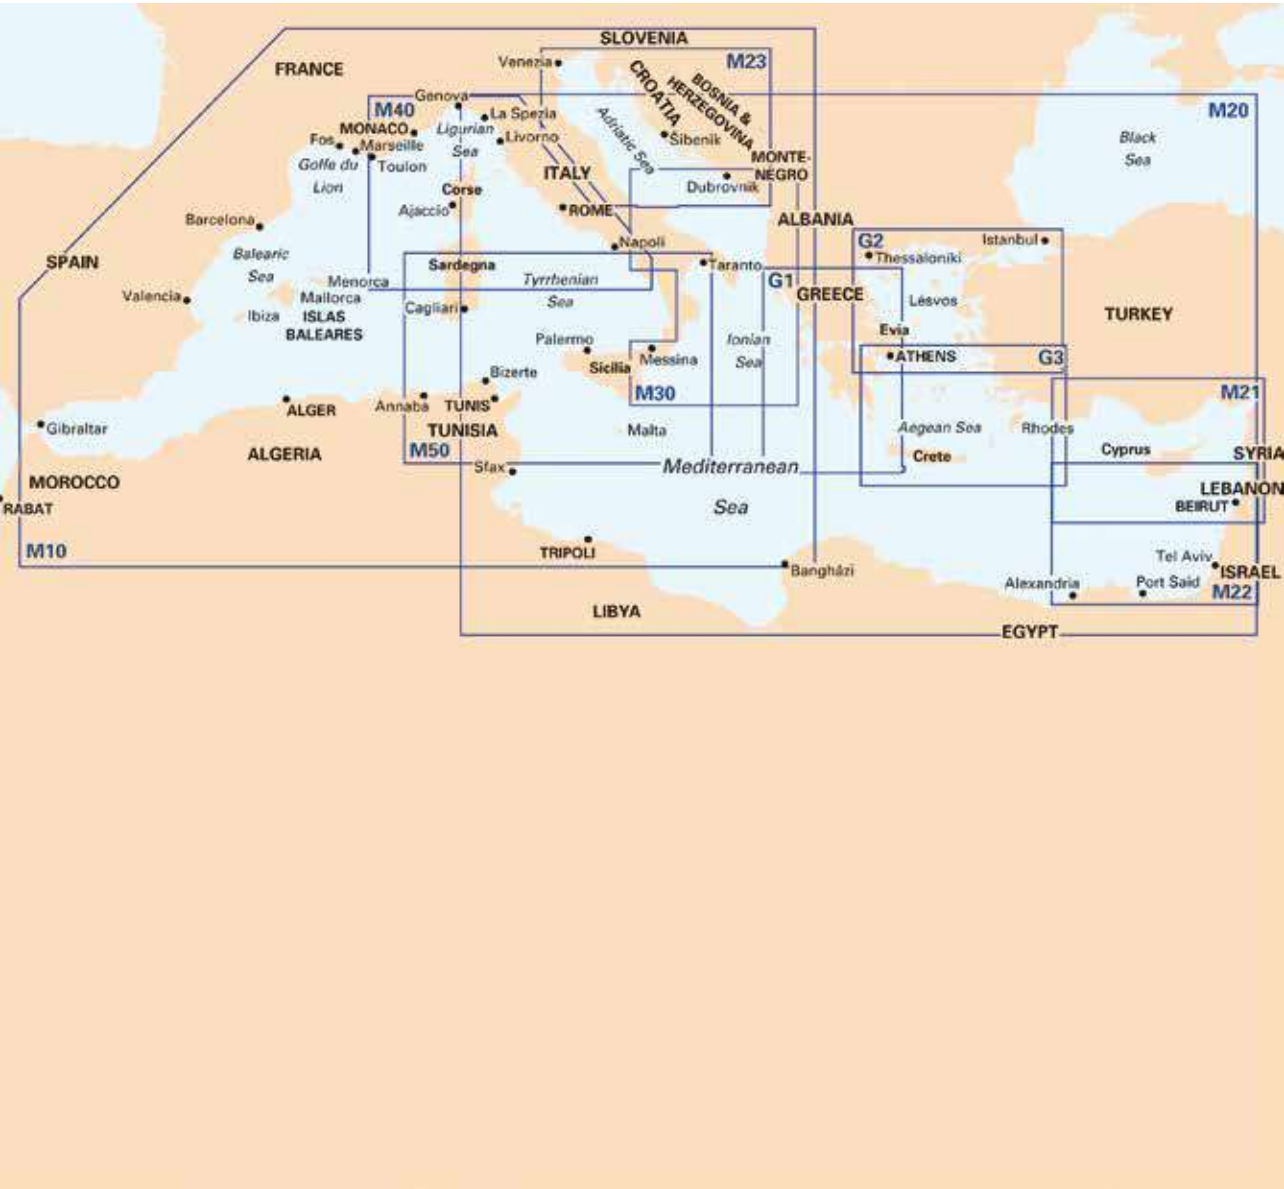 SLOVENIA
Venezia
M23
FRANCE
CROATIA
BOSNIA &
HERZEGOVINA
Genova
M40
M20
La Spezia
MONACO
Ligurian
Sea
Livorno
Adriatic Sea
Šibenik
Black
Sea
Fos
Marseille
Golfe du
Lion
Toulon
ITALY
MONTE-
NEGRO
Dubrovnik
Corse
Ajaccio
ROME
Barcelona
ALBANIA
Balearic
Sea
Napoli
G2
Istanbul
Thessaloniki
SPAIN
Sardegna
Taranto
Menorca
Tyrrhenian
Sea
G1
GREECE
Valencia
Mallorca
Ibiza
ISLAS
BALEARES
Cagliari
Lésvos
TURKEY
Evia
Palermo
Ionian
Sea
Messina
ATHENS
G3
Sicilia
Bizerte
M30
M21
ALGER
Annaba
TUNIS
Gibraltar
TUNISIA
Malta
Aegean Sea
Rhodes
ALGERIA
M50
Crete
Cyprus
SYRIA
Sfax
Mediterranean
Sea
MOROCCO
LEBANON
RABAT
BEIRUT
M10
TRIPOLI
Tel Aviv
Bangházi
ISRAEL
Alexandria
Port Said
M22
LIBYA
EGYPT